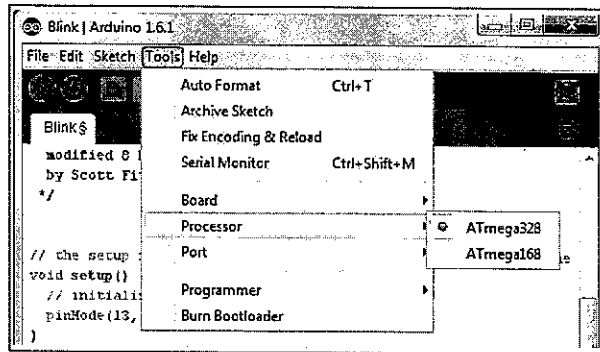 Blink | Arduino 1.6.1
File Edit Sketch Tools Help
Auto Format Ctrl+T
Archive Sketch
Fix Encoding & Reload
Serial Monitor Ctrl+Shift+M
Board
Processor
Port
Programmer
Burn Bootloader
ATmega328
ATmega168
Blink§
modified 8
by Scott
*/
// the setup
void setup()
// initialis
pinMode(13,
}